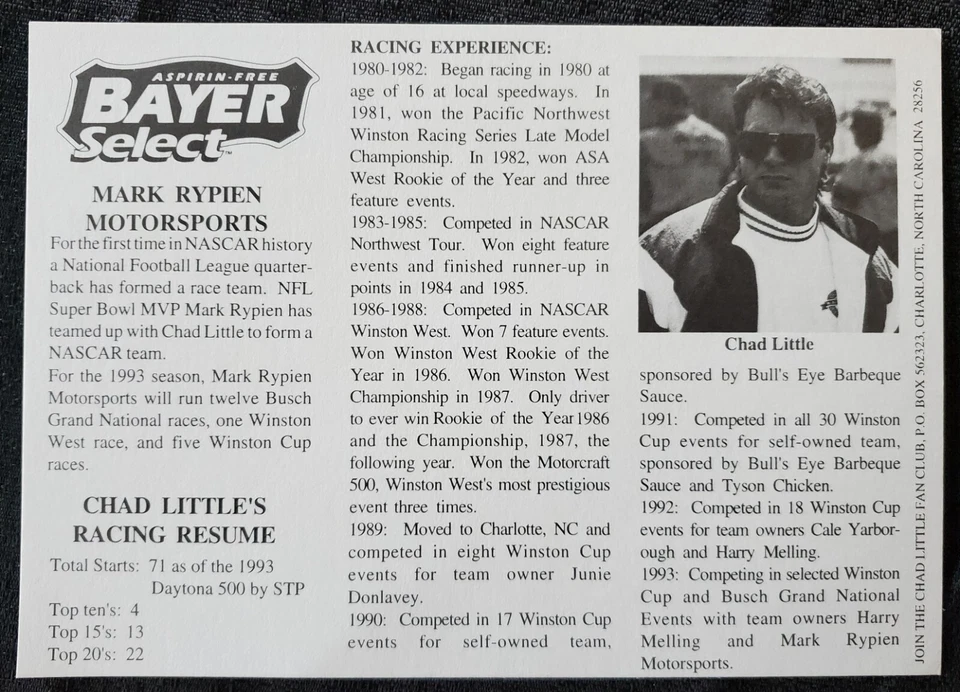 ASPIRIN-FREE
BAYER
Select™
MARK RYPIEN
MOTORSPORTS
For the first time in NASCAR history
a National Football League quarter-
back has formed a race team. NFL
Super Bowl MVP Mark Rypien has
teamed up with Chad Little to form a
NASCAR team.
For the 1993 season, Mark Rypien
Motorsports will run twelve Busch
Grand National races, one Winston
West race, and five Winston Cup
races.
CHAD LITTLE'S
RACING RESUME
Total Starts: 71 as of the 1993
Daytona 500 by STP
Top ten's: 4
Top 15's: 13
Top 20's: 22
RACING EXPERIENCE:
1980-1982: Began racing in 1980 at
age of 16 at local speedways. In
1981, won the Pacific Northwest
Winston Racing Series Late Model
Championship. In 1982, won ASA
West Rookie of the Year and three
feature events.
1983-1985: Competed in NASCAR
Northwest Tour. Won eight feature
events and finished runner-up in
points in 1984 and 1985.
1986-1988: Competed in NASCAR
Winston West. Won 7 feature events.
Won Winston West Rookie of the
Year in 1986. Won Winston West
Championship in 1987. Only driver
to ever win Rookie of the Year 1986
and the Championship, 1987, the
following year. Won the Motorcraft
500, Winston West's most prestigious
event three times.
1989: Moved to Charlotte, NC and
competed in eight Winston Cup
events for team owner Junie
Donlavey.
1990: Competed in 17 Winston Cup
events for self-owned team,
Chad Little
sponsored by Bull's Eye Barbeque
Sauce.
1991: Competed in all 30 Winston
Cup events for self-owned team,
sponsored by Bull's Eye Barbeque
Sauce and Tyson Chicken.
1992: Competed in 18 Winston Cup
events for team owners Cale Yarbor-
ough and Harry Melling.
1993: Competing in selected Winston
Cup and Busch Grand National
Events with team owners Harry
Melling and Mark Rypien
Motorsports.
JOIN THE CHAD LITTLE FAN CLUB, P.O. BOX 562323, CHARLOTTE, NORTH CAROLINA 28256